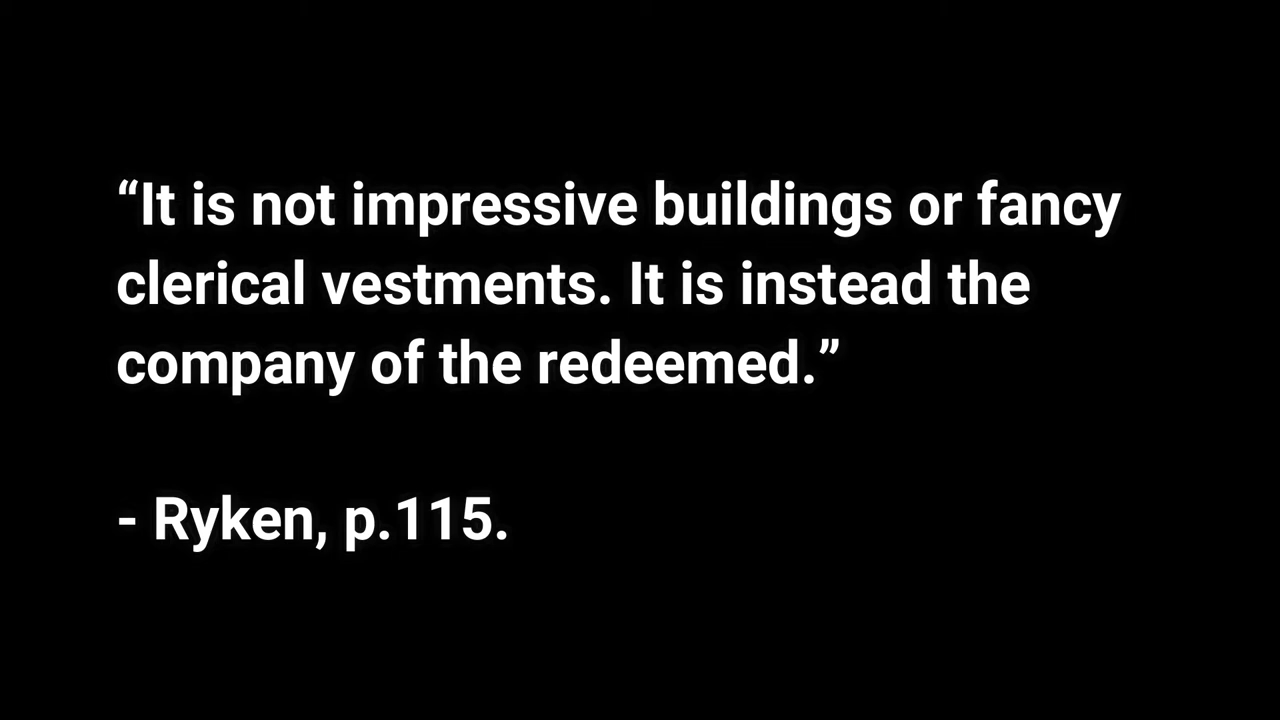 “It is not impressive buildings or fancy
clerical vestments. It is instead the
company of the redeemed.”
- Ryken, p.115.